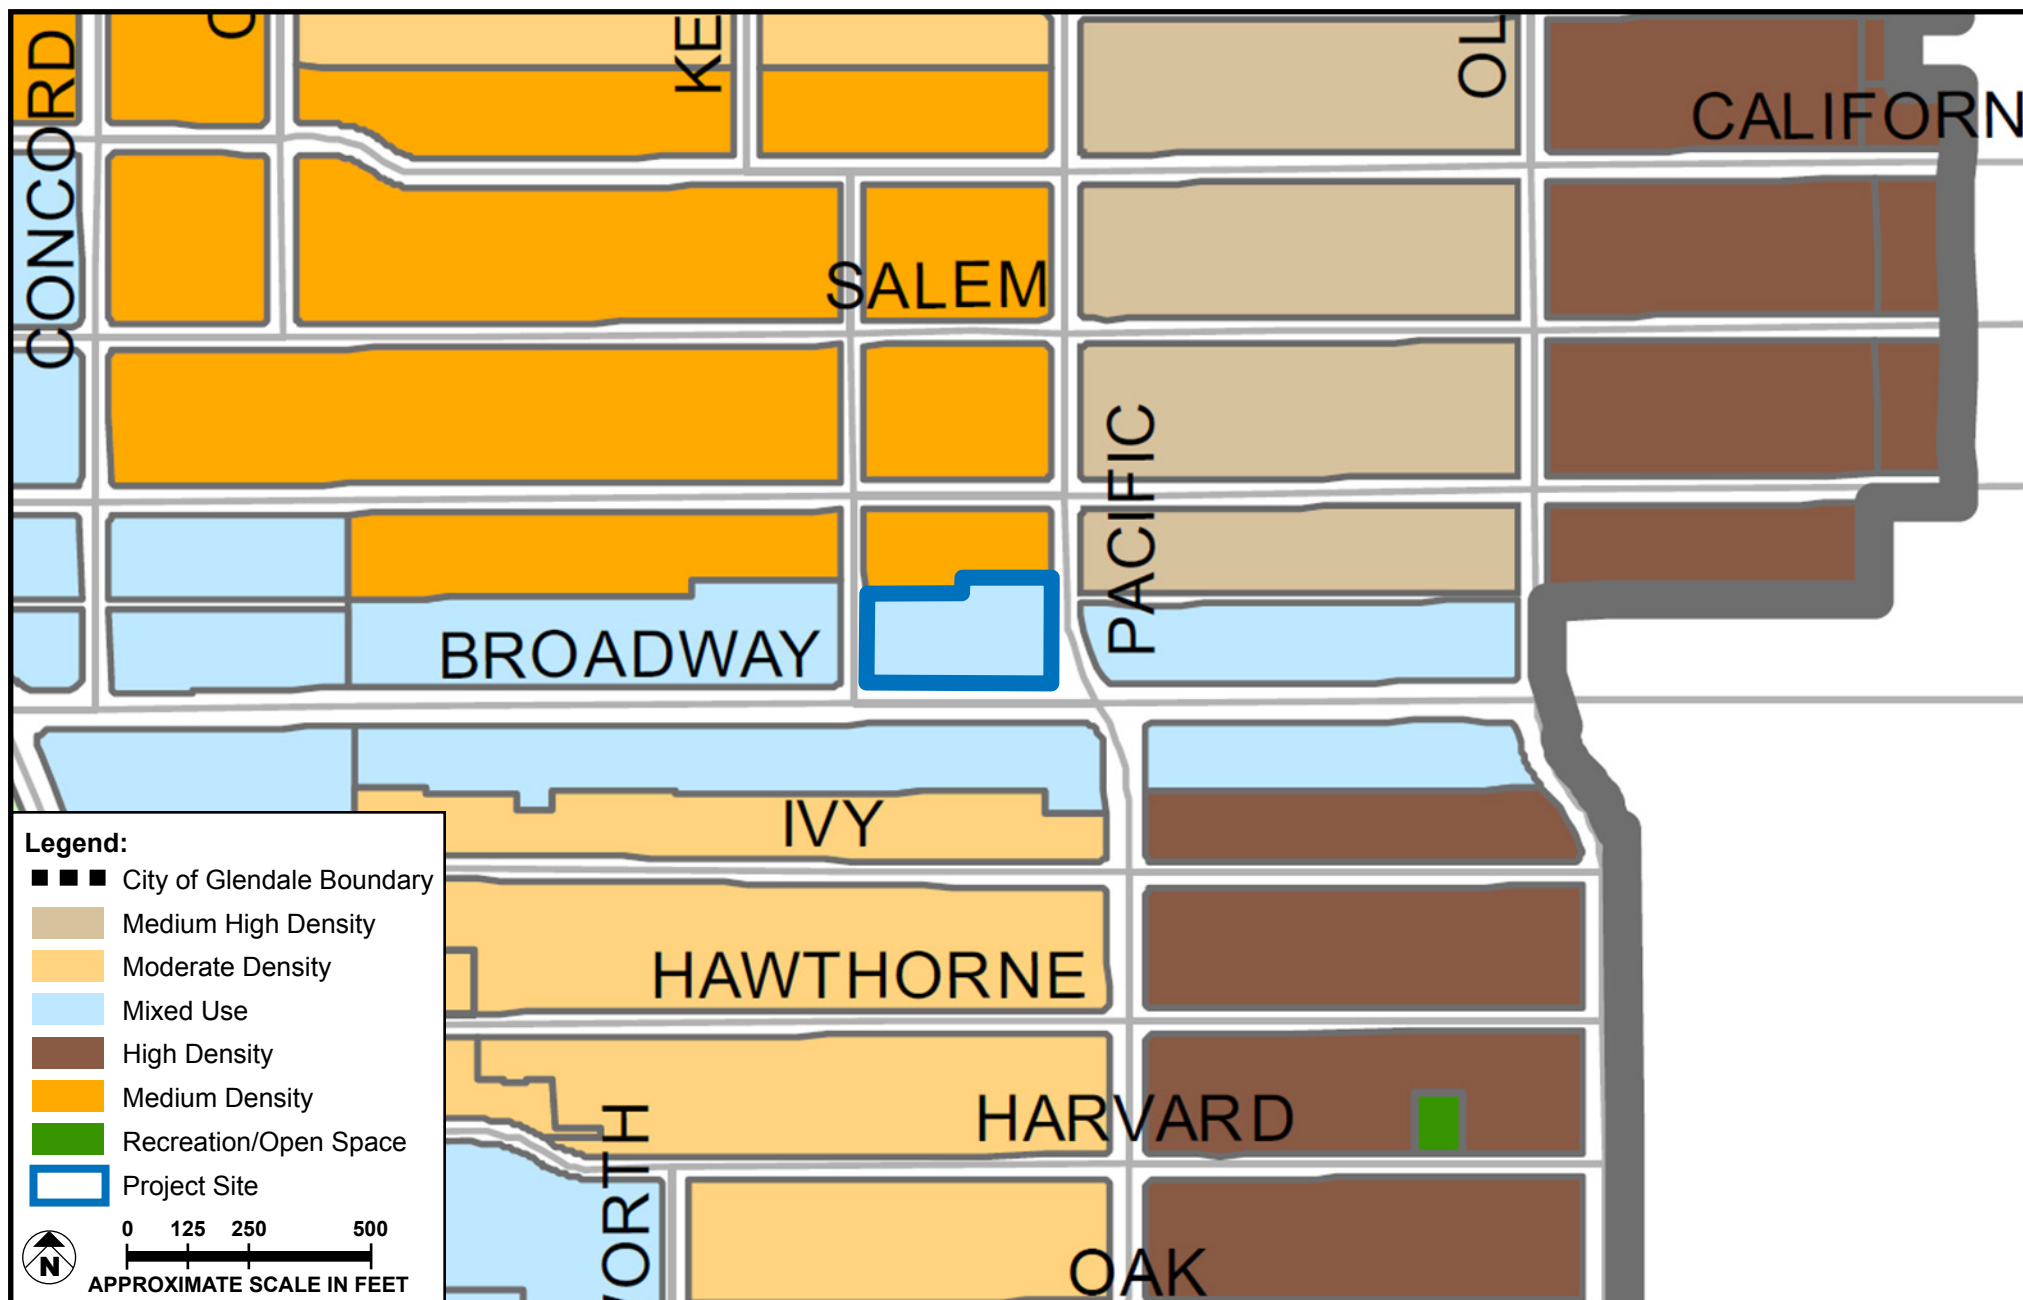 CONCORD
KE
OL
CALIFORN
SALEM
PACIFIC
BROADWAY
IVY
HAWTHORNE
HARVARD
WORTH
OAK
Legend:
City of Glendale Boundary
Medium High Density
Moderate Density
Mixed Use
High Density
Medium Density
Recreation/Open Space
Project Site
0 125 250 500
N
APPROXIMATE SCALE IN FEET